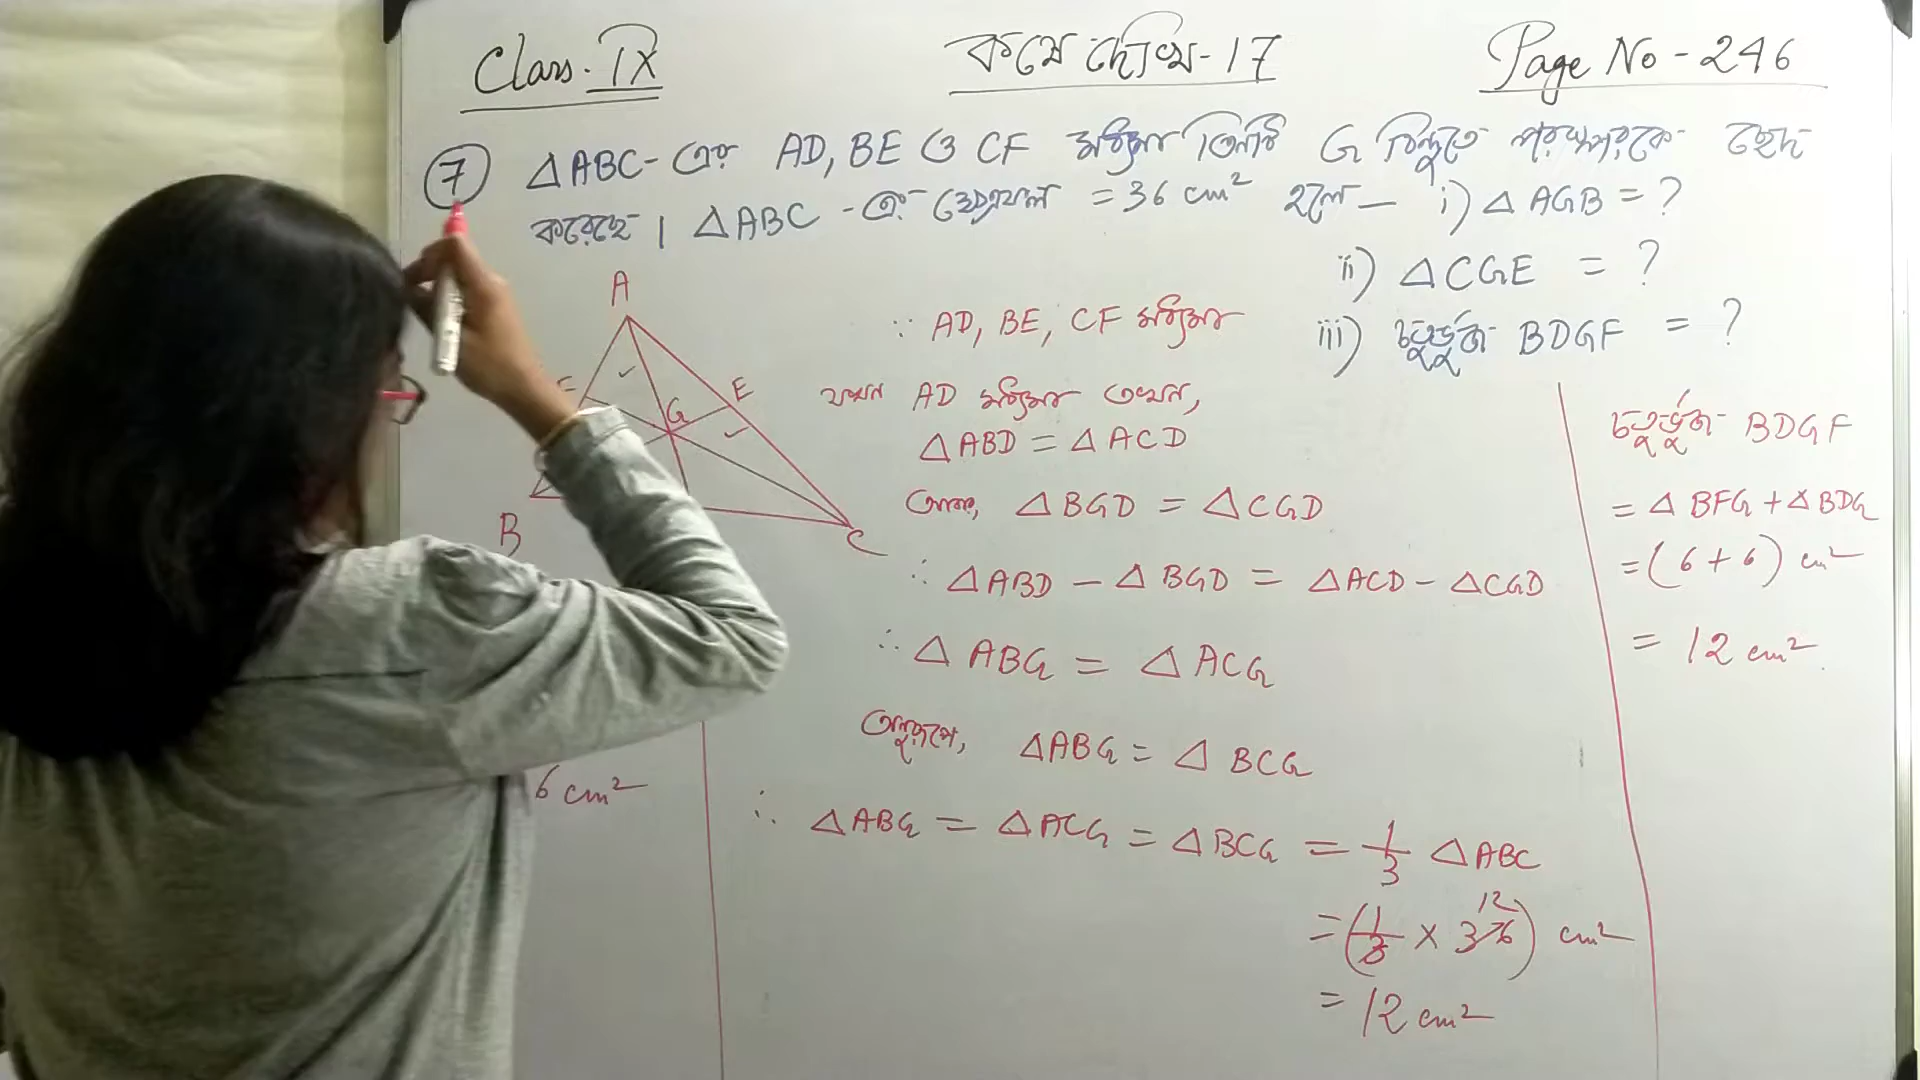 Class. IX
কষে দেখি - 17
Page No - 246
7 △ABC - এর AD, BE ও CF মধ্যমা তিনটি G বিন্দুতে পরস্পরকে ছেদ
করেছে। △ABC - এর ক্ষেত্রফল = 36 cm² হলে — i) △AGB = ?
ii) △CGE = ?
iii) চতুর্ভুজ BDGF = ?
A
E
G
B
C
6 cm²
∵ AD, BE, CF মধ্যমা
যখন AD মধ্যমা তখন,
△ABD = △ACD
আবার, △BGD = △CGD
∴ △ABD - △BGD = △ACD - △CGD
∴ △ABG = △ACG
অনুরূপে, △ABG = △BCG
∴ △ABG = △ACG = △BCG = 1/3 △ABC
= (1/3 × 36 12) cm²
= 12 cm²
চতুর্ভুজ BDGF
= △BFG + △BDG
= (6 + 6) cm²
= 12 cm².